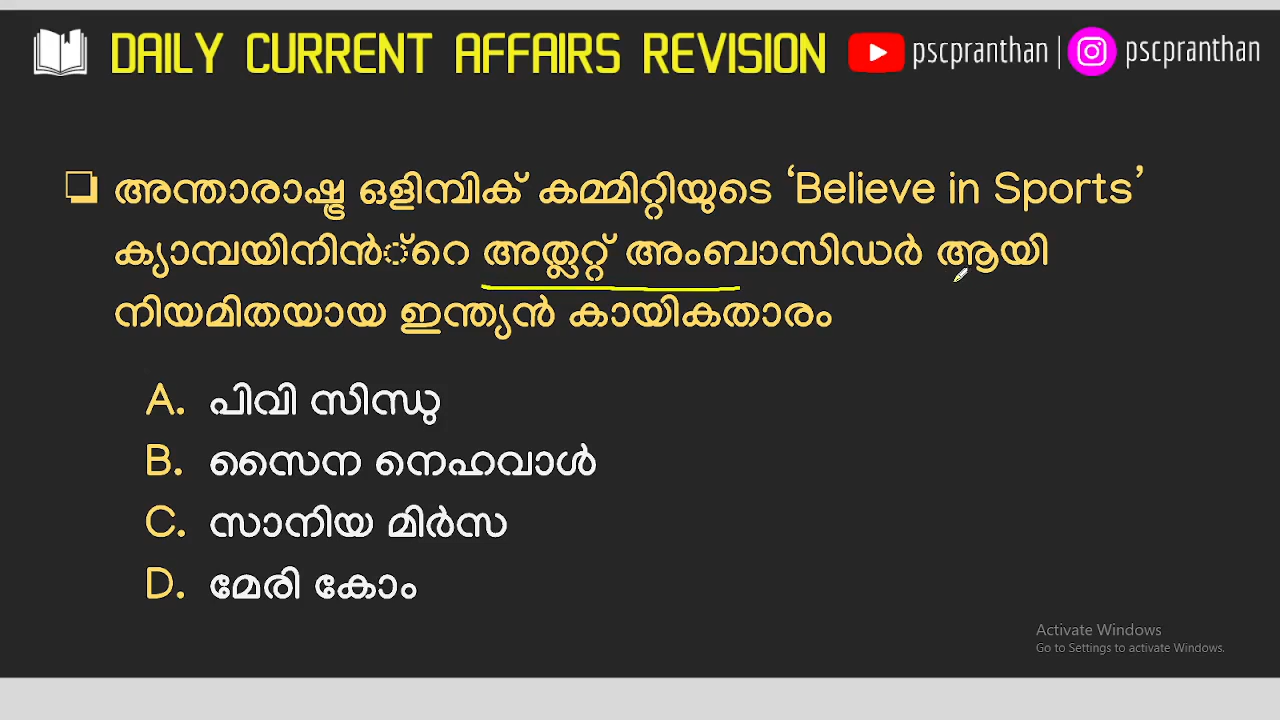 DAILY CURRENT AFFAIRS REVISION pscpranthan | pscpranthan
അന്താരാഷ്ട്ര ഒളിമ്പിക് കമ്മിറ്റിയുടെ ‘Believe in Sports’
ക്യാമ്പയിനിൻ്റെ അത്ലറ്റ് അംബാസിഡർ ആയി
നിയമിതയായ ഇന്ത്യൻ കായികതാരം
A. പിവി സിന്ധു
B. സൈന നെഹവാൾ
C. സാനിയ മിർസ
D. മേരി കോം
Activate Windows
Go to Settings to activate Windows.